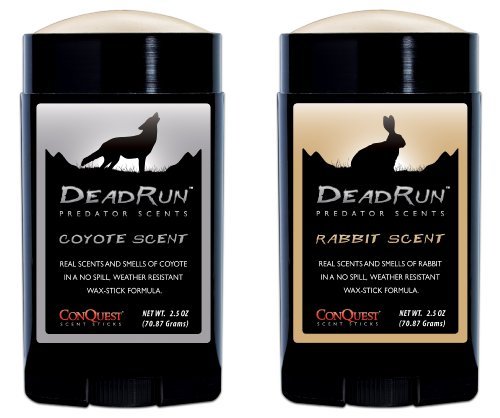 DEADRUN™
PREDATOR SCENTS
COYOTE SCENT
REAL SCENTS AND SMELLS OF COYOTE
IN A NO SPILL, WEATHER RESISTANT
WAX-STICK FORMULA.
CONQUEST®
SCENT STICKS
NET WT. 2.5 OZ
(70.87 Grams)
DEADRUN™
PREDATOR SCENTS
RABBIT SCENT
REAL SCENTS AND SMELLS OF RABBIT
IN A NO SPILL, WEATHER RESISTANT
WAX-STICK FORMULA.
CONQUEST®
SCENT STICKS
NET WT. 2.5 OZ
(70.87 Grams)